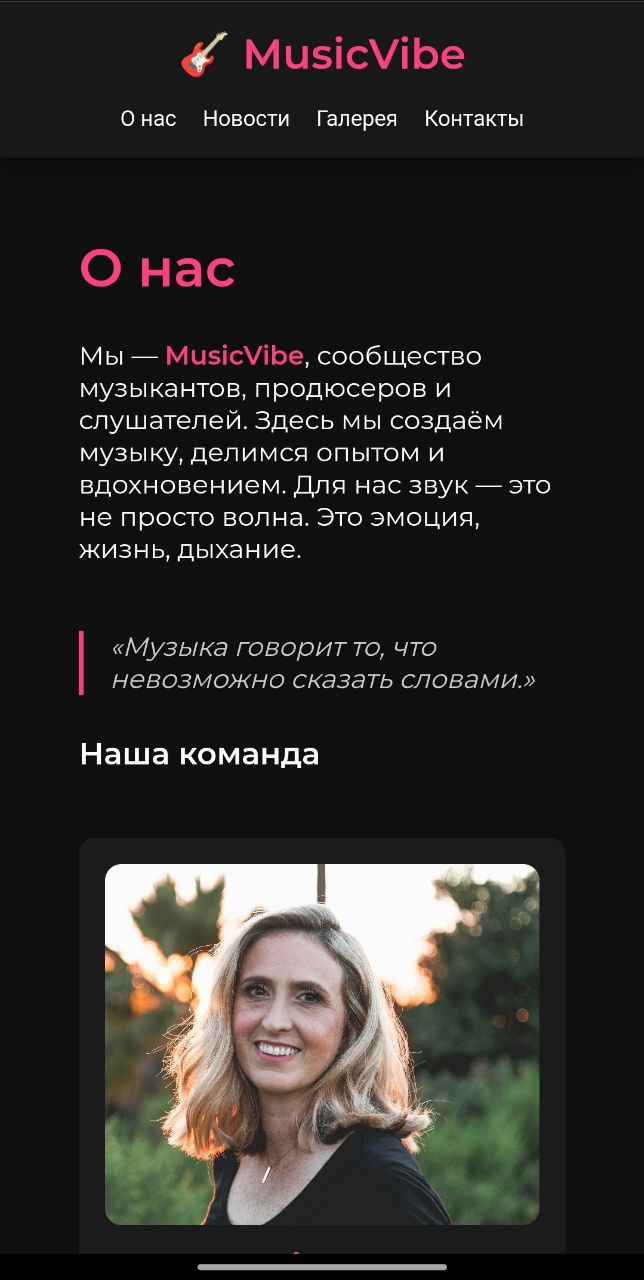 MusicVibe
О нас Новости Галерея Контакты
О нас
Мы — MusicVibe, сообщество
музыкантов, продюсеров и
слушателей. Здесь мы создаём
музыку, делимся опытом и
вдохновением. Для нас звук — это
не просто волна. Это эмоция,
жизнь, дыхание.
«Музыка говорит то, что
невозможно сказать словами.»
Наша команда